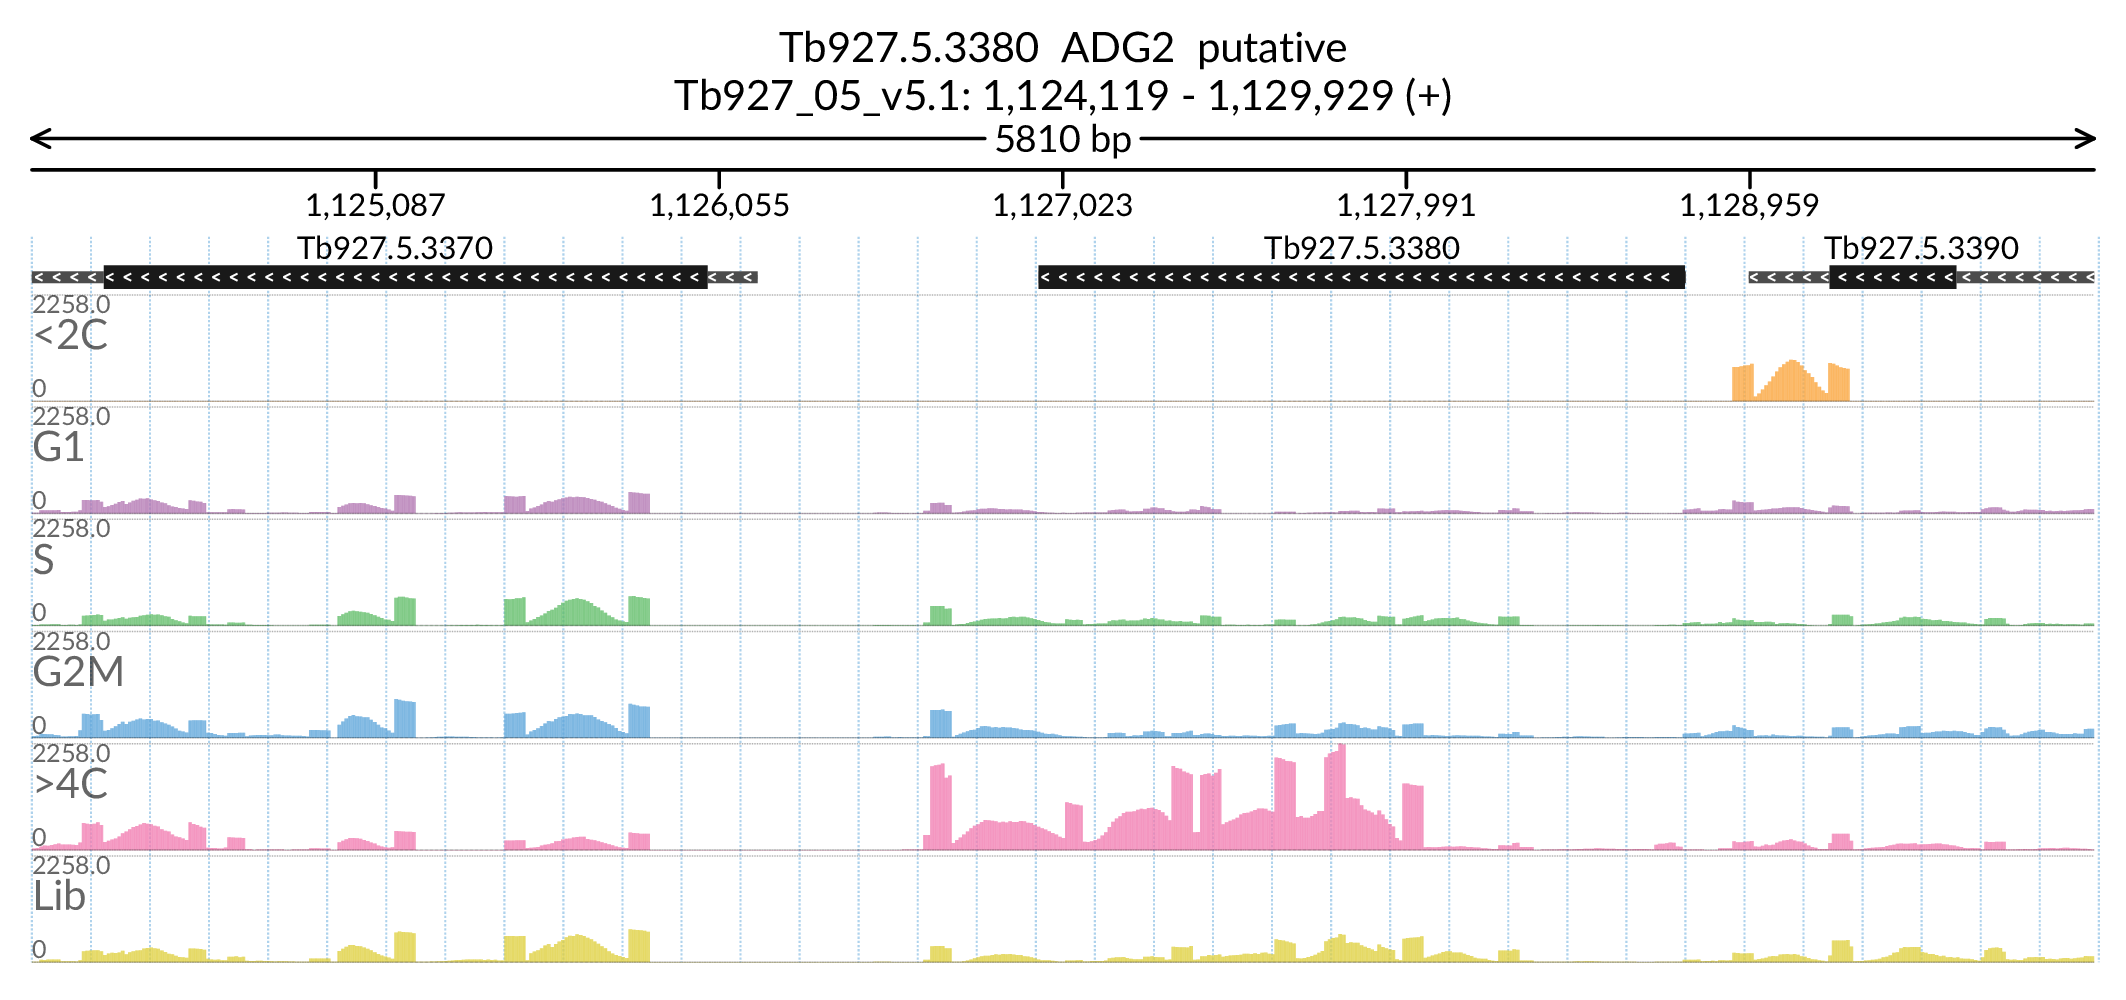 Tb927.5.3380 ADG2 putative
Tb927_05_v5.1: 1,124,119 - 1,129,929 (+)
5810 bp
1,125,087 1,126,055 1,127,023 1,127,991 1,128,959
Tb927.5.3370 Tb927.5.3380 Tb927.5.3390
2258.0
<2C
0
2258.0
G1
0
2258.0
S
0
2258.0
G2M
0
2258.0
>4C
0
2258.0
Lib
0